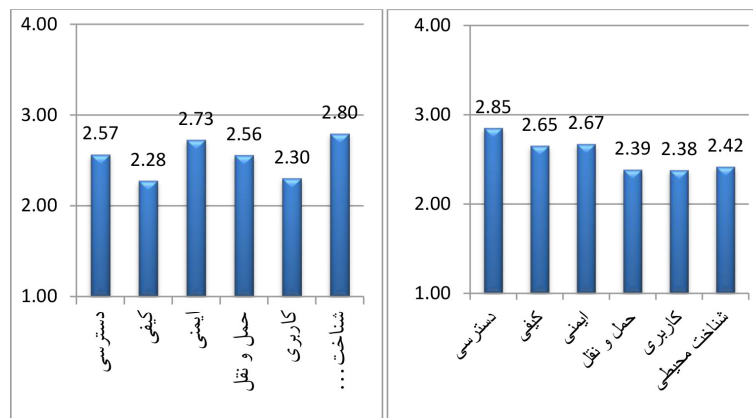 4.00
3.00
2.00
1.00
2.57
2.28
2.73
2.56
2.30
2.80
دسترسی
کیفی
ایمنی
حمل و نقل
کاربری
شناخت...
4.00
3.00
2.00
1.00
2.85
2.65
2.67
2.39
2.38
2.42
دسترسی
کیفی
ایمنی
حمل و نقل
کاربری
شناخت محیطی